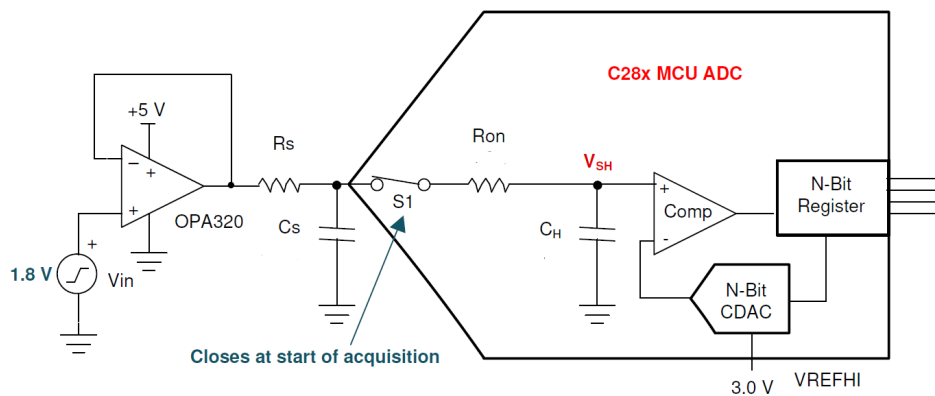 C28x MCU ADC
+5 V
Rs
Ron
VSH
N-Bit
Register
−
+
+
OPA320
S1
Cs
CH
+
Comp
-
+
1.8 V
Vin
N-Bit
CDAC
Closes at start of acquisition
3.0 V
VREFHI